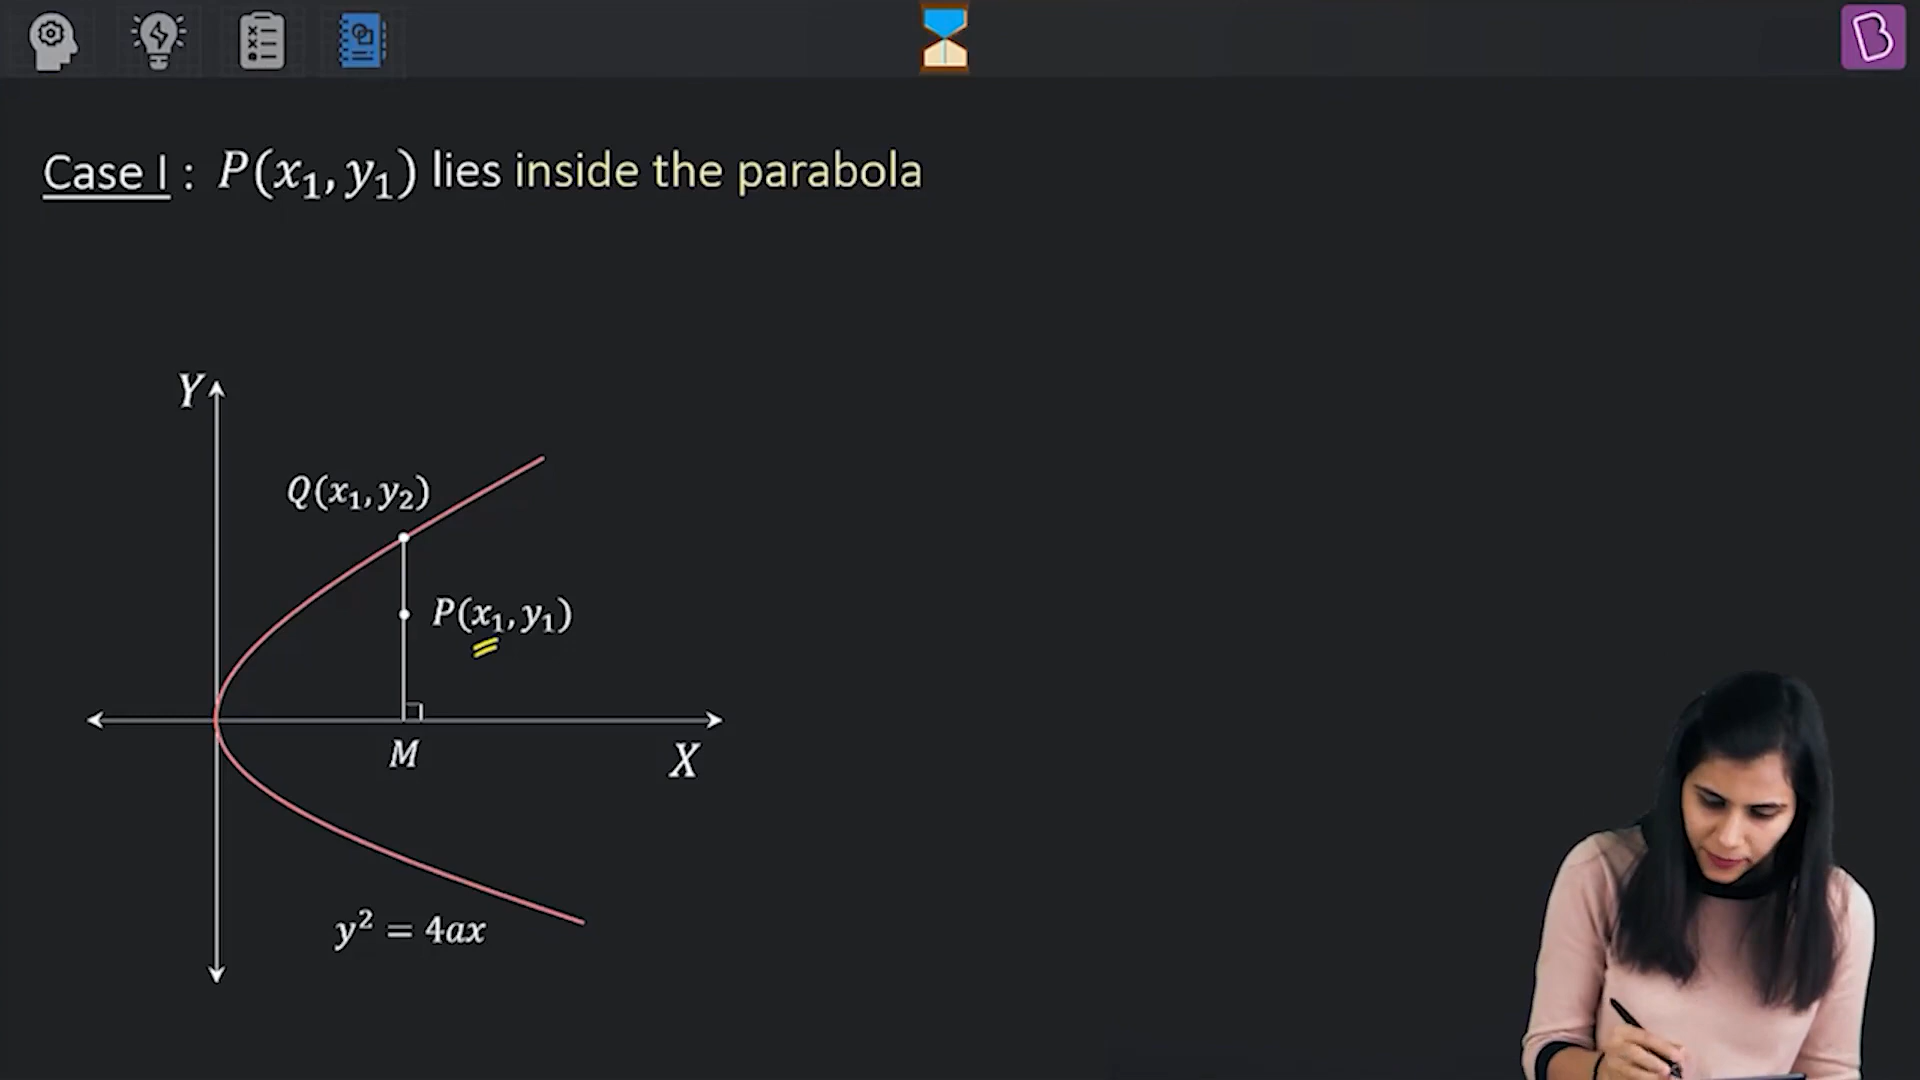 Case I : P(x₁, y₁) lies inside the parabola
Y
Q(x₁, y₂)
P(x₁, y₁)
M
X
y² = 4ax